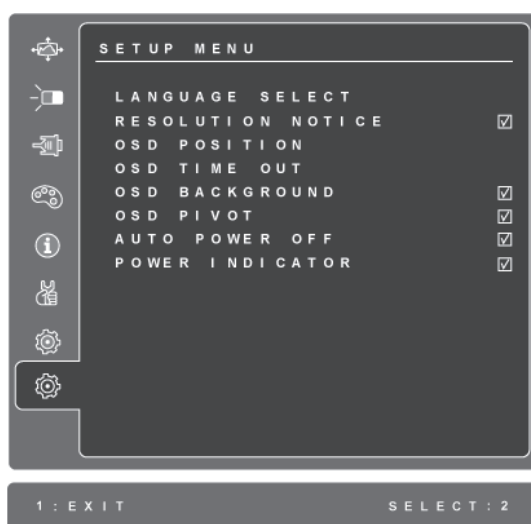 SETUP MENU
LANGUAGE SELECT
RESOLUTION NOTICE ☑
OSD POSITION
OSD TIME OUT
OSD BACKGROUND ☑
OSD PIVOT ☑
AUTO POWER OFF ☑
POWER INDICATOR ☑
1:EXIT SELECT:2